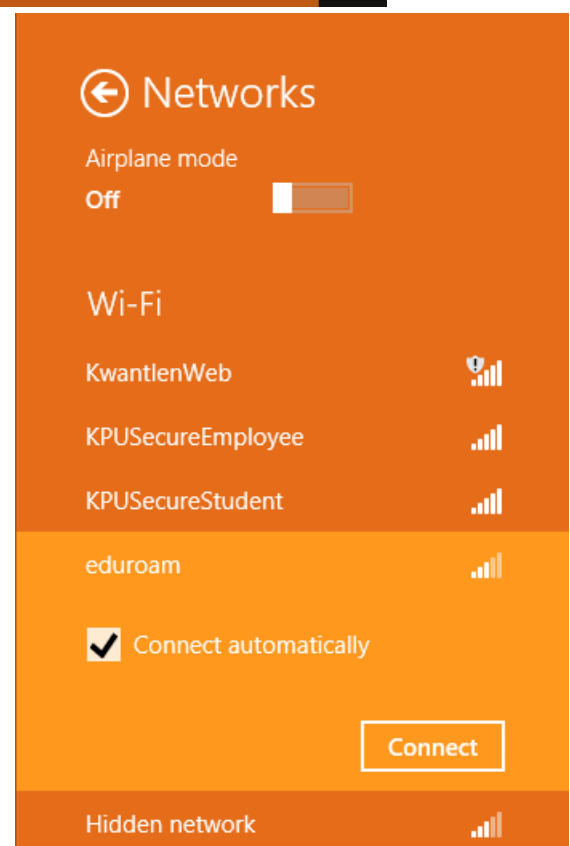 Networks
Airplane mode
Off
Wi-Fi
KwantlenWeb
KPUSecureEmployee
KPUSecureStudent
eduroam
Connect automatically
Connect
Hidden network